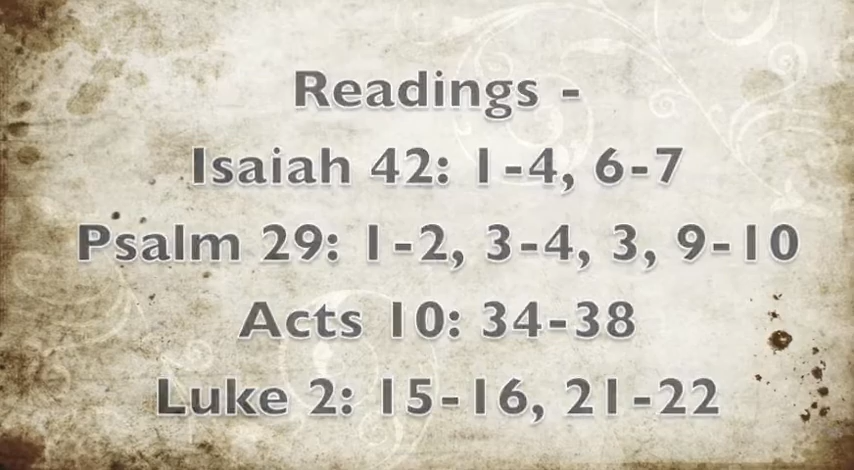 Readings -
Isaiah 42: 1-4, 6-7
Psalm 29: 1-2, 3-4, 3, 9-10
Acts 10: 34-38
Luke 2: 15-16, 21-22